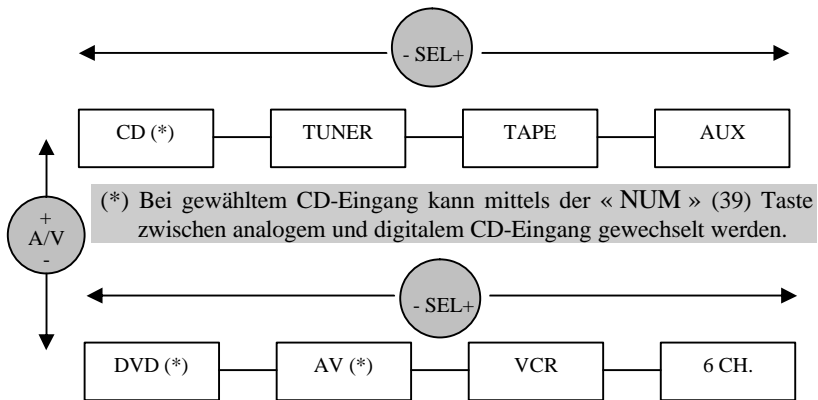 - SEL+
CD (*) TUNER TAPE AUX
(*) Bei gewähltem CD-Eingang kann mittels der « NUM » (39) Taste
zwischen analogem und digitalem CD-Eingang gewechselt werden.
+
A/V
-
- SEL+
DVD (*) AV (*) VCR 6 CH.